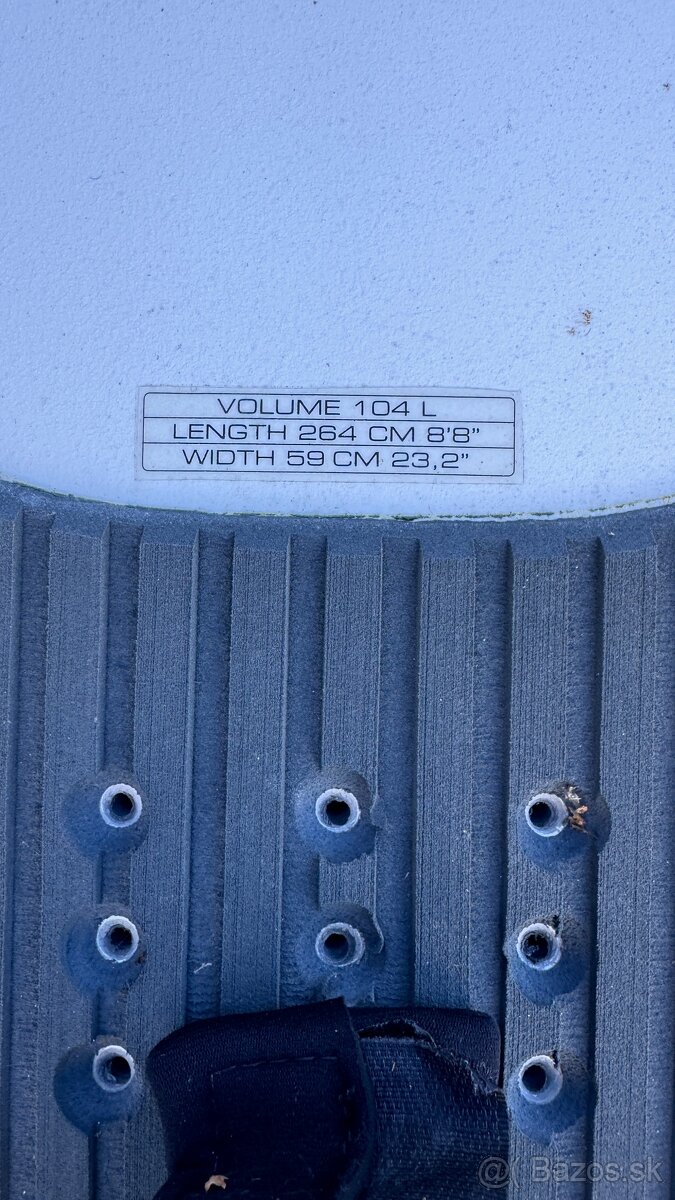 VOLUME 104 L
LENGTH 264 CM 8'8"
WIDTH 59 CM 23,2"
@( Bazos.sk